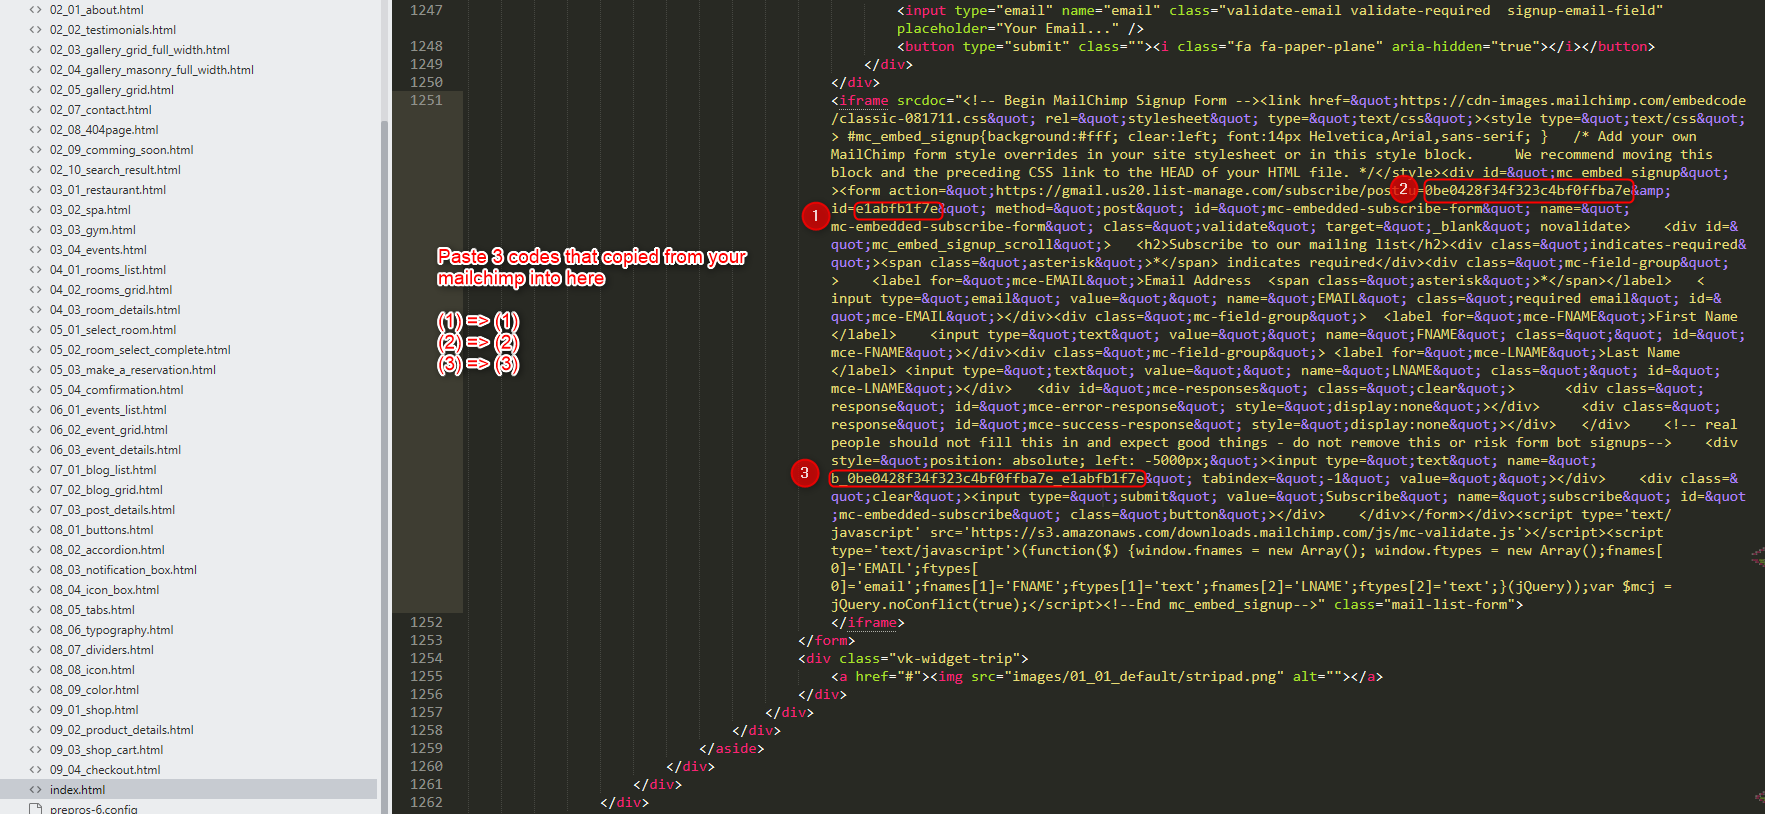 02_01_about.html
02_02_testimonials.html
02_03_gallery_grid_full_width.html
02_04_gallery_masonry_full_width.html
02_05_gallery_grid.html
02_07_contact.html
02_08_404page.html
02_09_comming_soon.html
02_10_search_result.html
03_01_restaurant.html
03_02_spa.html
03_03_gym.html
03_04_events.html
04_01_rooms_list.html
04_02_rooms_grid.html
04_03_room_details.html
05_01_select_room.html
05_02_room_select_complete.html
05_03_make_a_reservation.html
05_04_comfirmation.html
06_01_events_list.html
06_02_event_grid.html
06_03_event_details.html
07_01_blog_list.html
07_02_blog_grid.html
07_03_post_details.html
08_01_buttons.html
08_02_accordion.html
08_03_notification_box.html
08_04_icon_box.html
08_05_tabs.html
08_06_typography.html
08_07_dividers.html
08_08_icon.html
08_09_color.html
09_01_shop.html
09_02_product_details.html
09_03_shop_cart.html
09_04_checkout.html
index.html
prepros-6.config
Paste 3 codes that copied from your
mailchimp into here
(1) => (1)
(2) => (2)
(3) => (3)
1247 <input type="email" name="email" class="validate-email validate-required  signup-email-field"
placeholder="Your Email..." />
1248 <button type="submit" class=""><i class="fa fa-paper-plane" aria-hidden="true"></i></button>
1249 </div>
1250 </div>
1251 <iframe srcdoc="<!-- Begin MailChimp Signup Form --><link href=&quot;https://cdn-images.mailchimp.com/embedcode
/classic-081711.css&quot; rel=&quot;stylesheet&quot; type=&quot;text/css&quot;><style type=&quot;text/css&quot;
> #mc_embed_signup{background:#fff; clear:left; font:14px Helvetica,Arial,sans-serif; }   /* Add your own
MailChimp form style overrides in your site stylesheet or in this style block.     We recommend moving this
block and the preceding CSS link to the HEAD of your HTML file. */</style><div id=&quot;mc_embed_signup&quot;
><form action=&quot;https://gmail.us20.list-manage.com/subscribe/post 2 =0be0428f34f323c4bf0ffba7e&amp;
1 id=e1abfb1f7e&quot; method=&quot;post&quot; id=&quot;mc-embedded-subscribe-form&quot; name=&quot;
mc-embedded-subscribe-form&quot; class=&quot;validate&quot; target=&quot;_blank&quot; novalidate>    <div id=&
quot;mc_embed_signup_scroll&quot;>   <h2>Subscribe to our mailing list</h2><div class=&quot;indicates-required&
quot;><span class=&quot;asterisk&quot;>*</span> indicates required</div><div class=&quot;mc-field-group&quot;
>    <label for=&quot;mce-EMAIL&quot;>Email Address  <span class=&quot;asterisk&quot;>*</span></label>   <
input type=&quot;email&quot; value=&quot;&quot; name=&quot;EMAIL&quot; class=&quot;required email&quot; id=&
quot;mce-EMAIL&quot;></div><div class=&quot;mc-field-group&quot;>  <label for=&quot;mce-FNAME&quot;>First Name
</label>    <input type=&quot;text&quot; value=&quot;&quot; name=&quot;FNAME&quot; class=&quot;&quot; id=&quot;
mce-FNAME&quot;></div><div class=&quot;mc-field-group&quot;> <label for=&quot;mce-LNAME&quot;>Last Name
</label> <input type=&quot;text&quot; value=&quot;&quot; name=&quot;LNAME&quot; class=&quot;&quot; id=&quot;
mce-LNAME&quot;></div>   <div id=&quot;mce-responses&quot; class=&quot;clear&quot;>      <div class=&quot;
response&quot; id=&quot;mce-error-response&quot; style=&quot;display:none&quot;></div>     <div class=&quot;
response&quot; id=&quot;mce-success-response&quot; style=&quot;display:none&quot;></div>    </div>    <!-- real
people should not fill this in and expect good things - do not remove this or risk form bot signups-->    <div
style=&quot;position: absolute; left: -5000px;&quot;><input type=&quot;text&quot; name=&quot;
3 b_0be0428f34f323c4bf0ffba7e_e1abfb1f7e&quot; tabindex=&quot;-1&quot; value=&quot;&quot;></div>    <div class=&
quot;clear&quot;><input type=&quot;submit&quot; value=&quot;Subscribe&quot; name=&quot;subscribe&quot; id=&quot
;mc-embedded-subscribe&quot; class=&quot;button&quot;></div>    </div></form></div><script type='text/
javascript' src='https://s3.amazonaws.com/downloads.mailchimp.com/js/mc-validate.js'></script><script
type='text/javascript'>(function($) {window.fnames = new Array(); window.ftypes = new Array();fnames[
0]='EMAIL';ftypes[
0]='email';fnames[1]='FNAME';ftypes[1]='text';fnames[2]='LNAME';ftypes[2]='text';}(jQuery));var $mcj =
jQuery.noConflict(true);</script><!--End mc_embed_signup-->" class="mail-list-form">
1252 </iframe>
1253 </form>
1254 <div class="vk-widget-trip">
1255 <a href="#"><img src="images/01_01_default/stripad.png" alt=""></a>
1256 </div>
1257 </div>
1258 </div>
1259 </aside>
1260 </div>
1261 </div>
1262 </div>